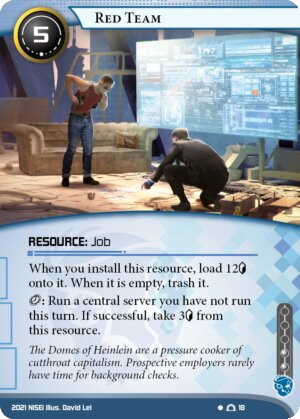 5
RED TEAM
RESOURCE: Job
When you install this resource, load 12
onto it. When it is empty, trash it.
: Run a central server you have not run
this turn. If successful, take 3 from
this resource.
The Domes of Heinlein are a pressure cooker of
cutthroat capitalism. Prospective employers rarely
have time for background checks.
2021 NISEI Illus. David Lei
18